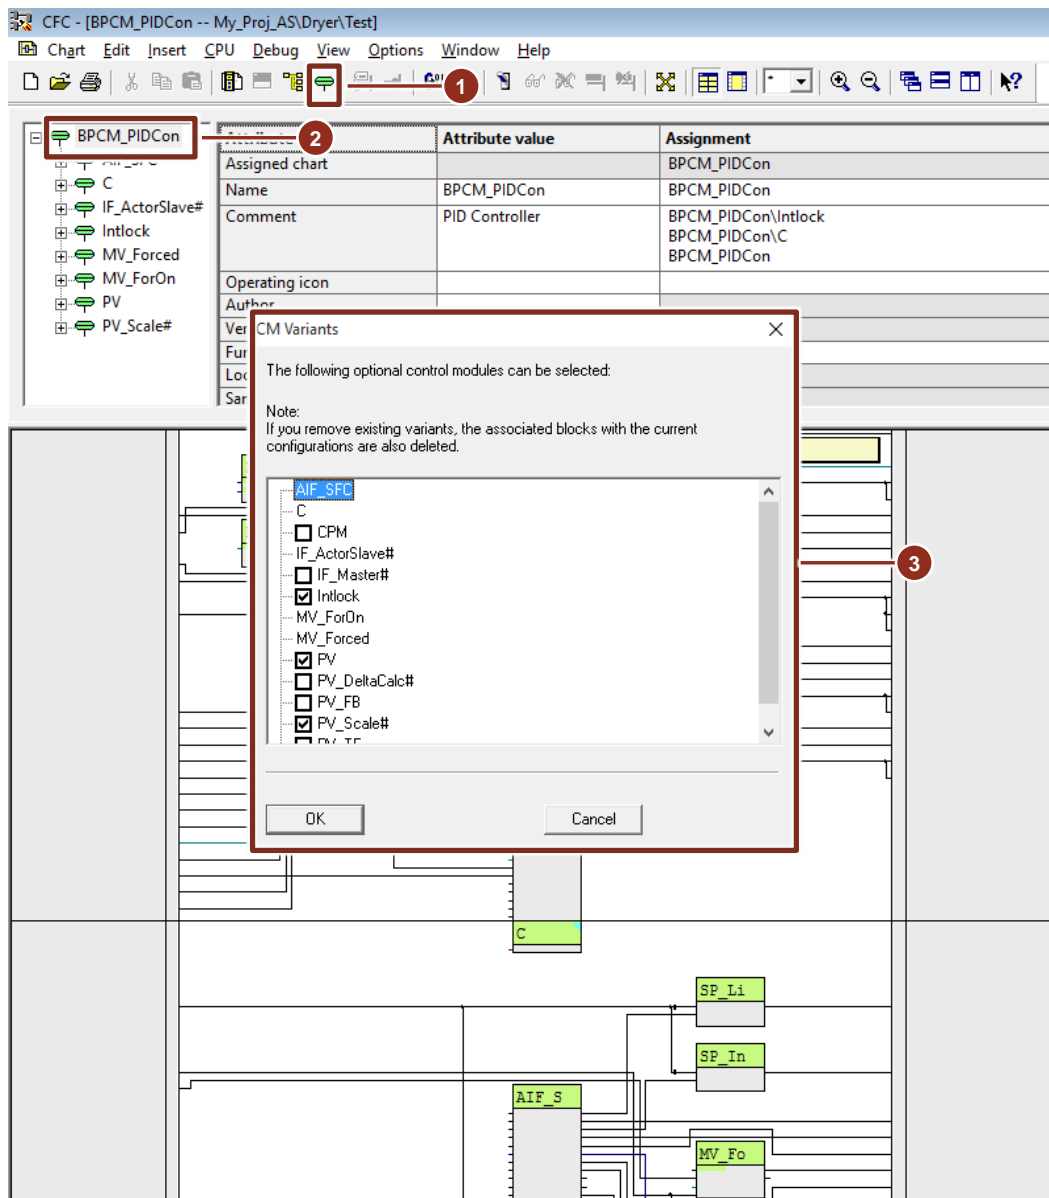 CFC - [BPCM_PIDCon -- My_Proj_AS\Dryer\Test]
Chart Edit Insert CPU Debug View Options Window Help
1
BPCM_PIDCon
2
Attribute value
Assignment
Assigned chart
BPCM_PIDCon
C
Name
BPCM_PIDCon
BPCM_PIDCon
IF_ActorSlave#
Comment
PID Controller
BPCM_PIDCon\Intlock
BPCM_PIDCon\C
BPCM_PIDCon
Intlock
MV_Forced
MV_ForOn
Operating icon
PV
Author
PV_Scale#
CM Variants
The following optional control modules can be selected:
Note:
If you remove existing variants, the associated blocks with the current
configurations are also deleted.
AIF_SFC
C
CPM
IF_ActorSlave#
IF_Master#
Intlock
MV_ForOn
MV_Forced
PV
PV_DeltaCalc#
PV_FB
PV_Scale#
3
OK
Cancel
C
SP_Li
SP_In
AIF_S
MV_Fo